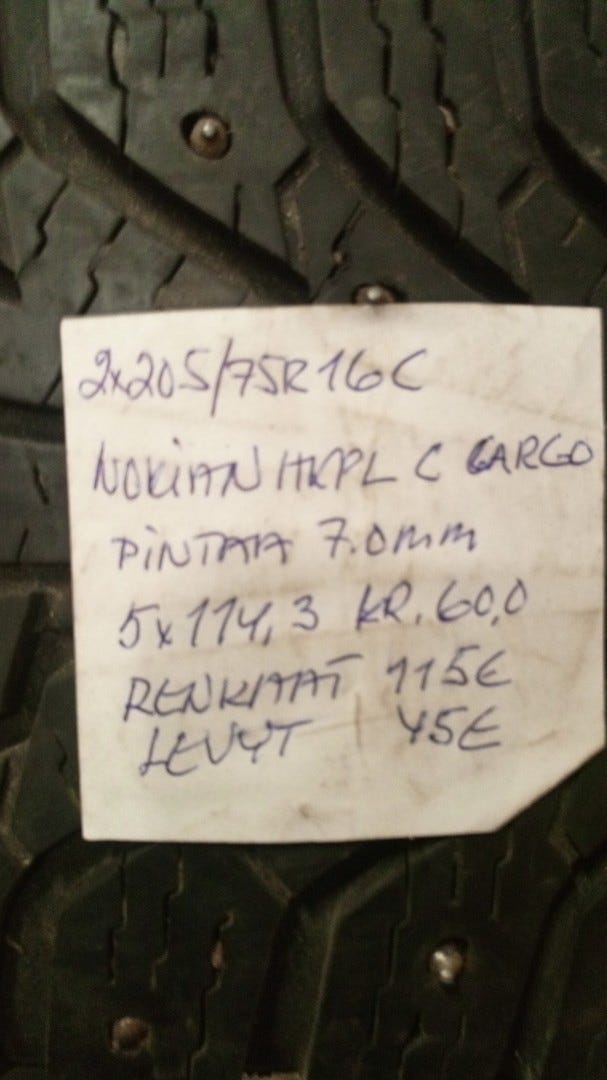 2x205/75R16C
NOKIAN HKPL C CARGO
PINTAA 7.0mm
5x114,3 KR.60,0
RENKAAT 115€
LEVYT 45€